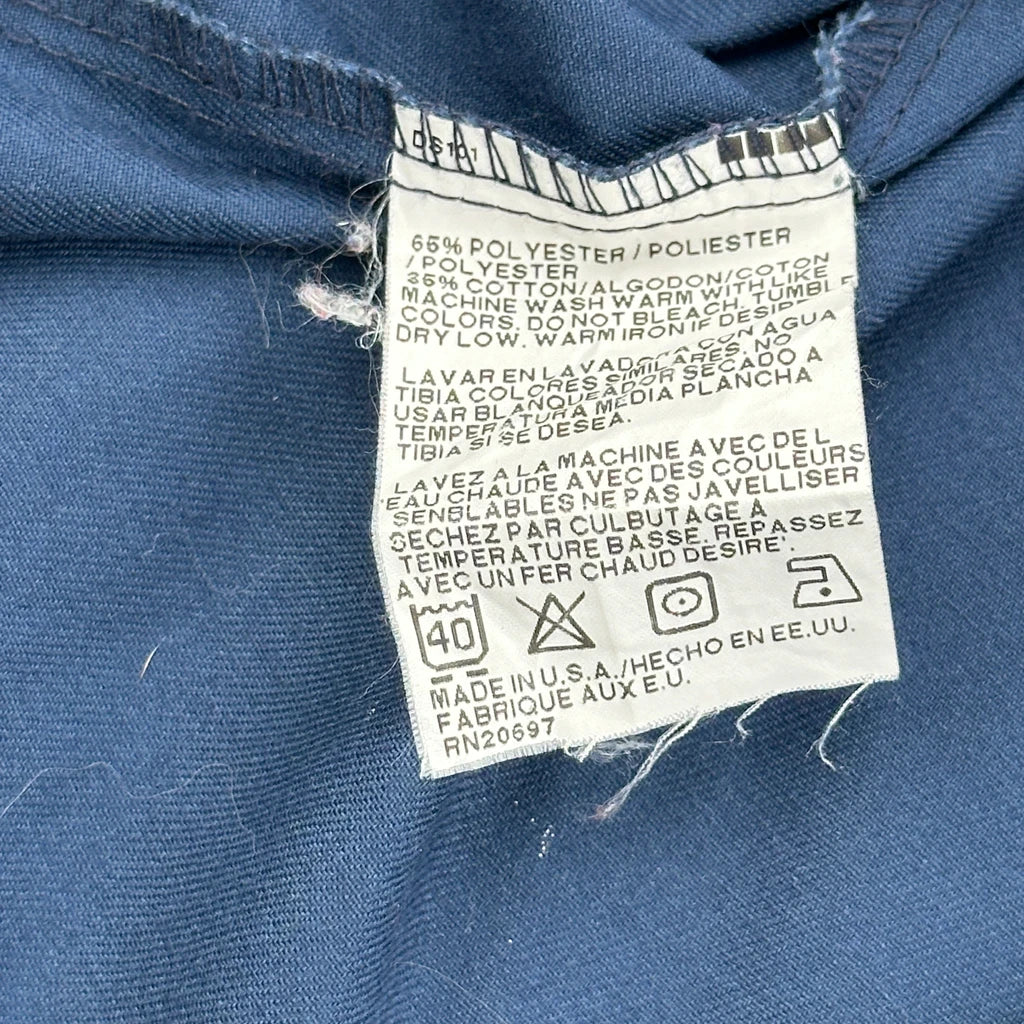 DS101
65% POLYESTER / POLIESTER
/ POLYESTER
35% COTTON/ALGODON/COTON
MACHINE WASH WARM WITH LIKE
COLORS. DO NOT BLEACH. TUMBLE
DRY LOW. WARM IRON IF DESIRE
LAVAR EN LAVADORA CON AGUA
TIBIA COLORES SIMILARES. NO
USAR BLANQUEADOR SECADO A
TEMPERATURA MEDIA PLANCHA
TIBIA SI SE DESEA.
LAVEZ A LA MACHINE AVEC DE L
'EAU CHAUDE AVEC DES COULEURS
SENBLABLES NE PAS JAVELLISER
SECHEZ PAR CULBUTAGE A
TEMPERATURE BASSE. REPASSEZ
AVEC UN FER CHAUD DESIRE'.
40
MADE IN U.S.A./HECHO EN EE.UU.
FABRIQUE AUX E.U.
RN20697